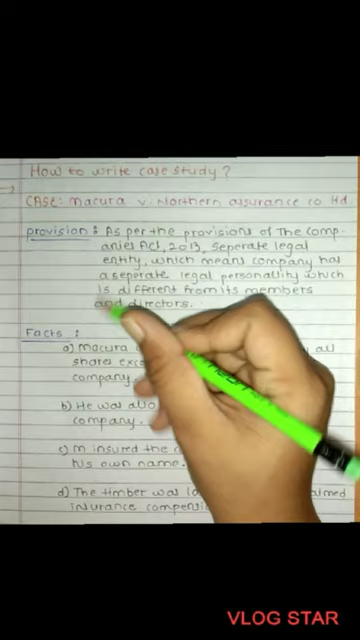 How to write case study?
CASE: Macura v. Northern assurance co ltd.
provision: As per the provisions of The Comp-
anies Act, 2013, Seperate legal
entity, which means company has
a seperate legal personality which
is different from its members
and directors.
Facts:
a) Macura all
shares
company.
b) He was also
company.
c) M insured the
his own name.
d) The timber was
insurance
VLOG STAR